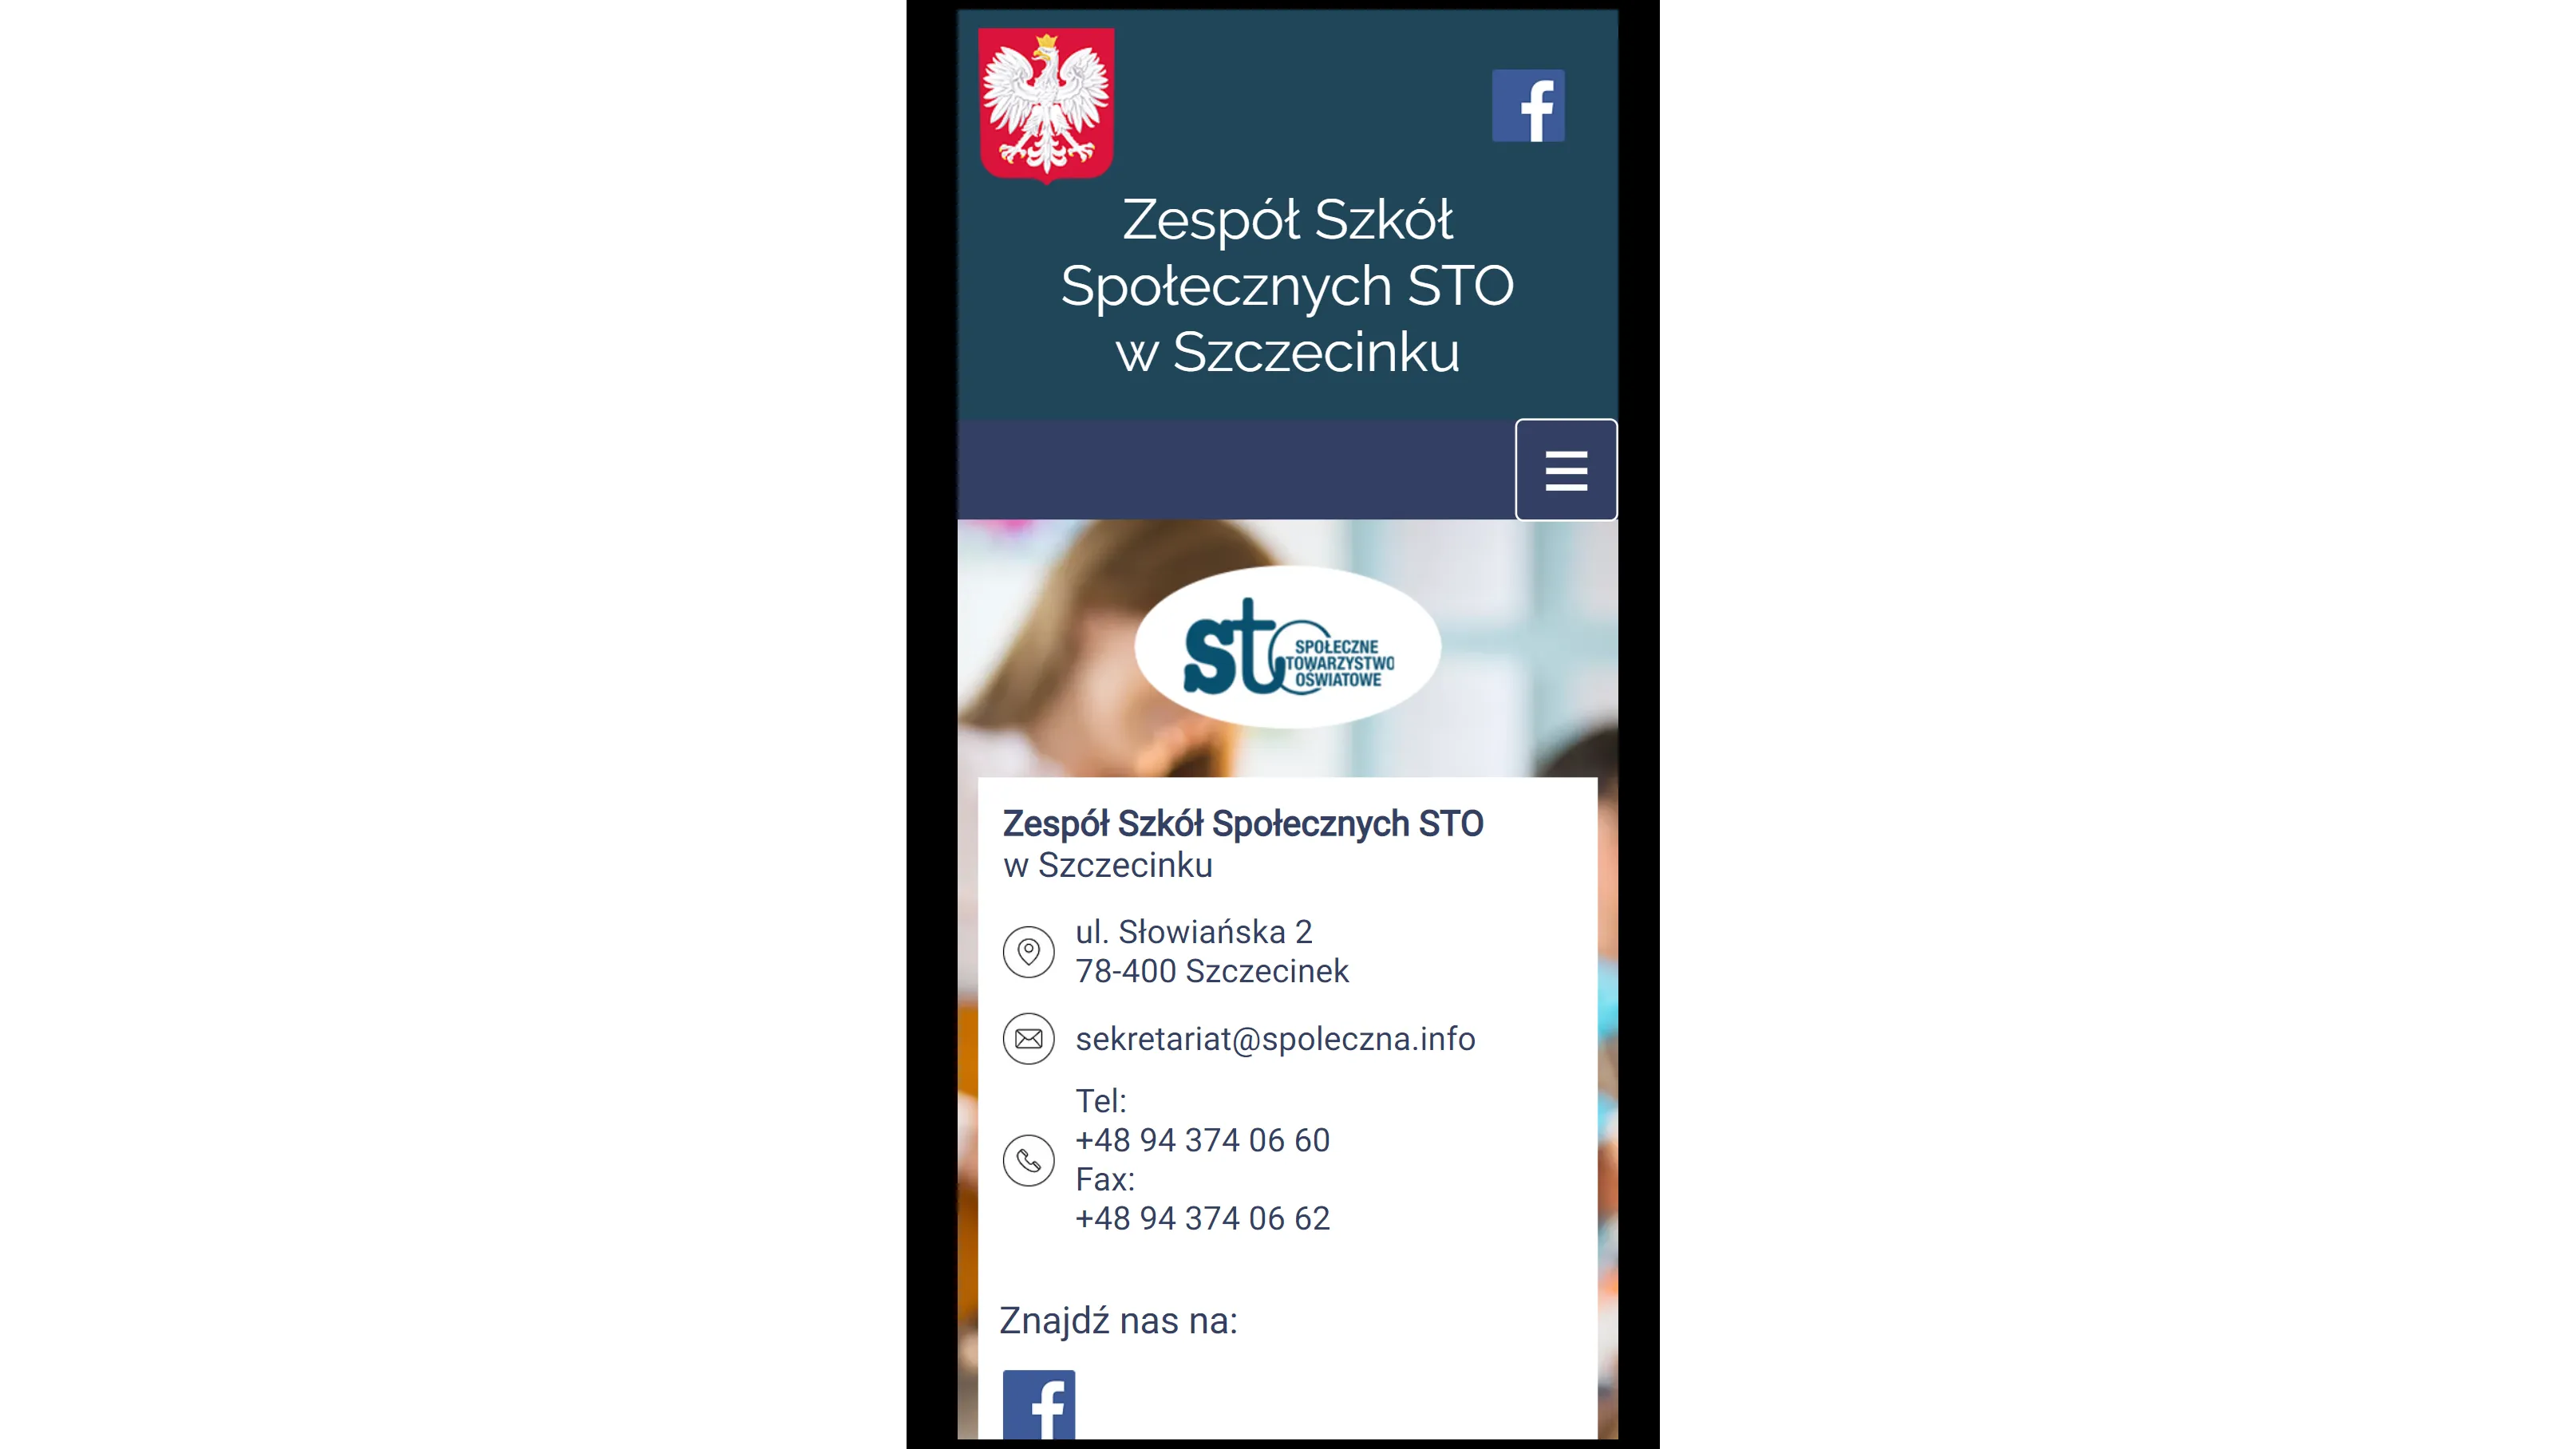 Zespół Szkół
Społecznych STO
w Szczecinku
sto SPOŁECZNE
TOWARZYSTWO
OŚWIATOWE
Zespół Szkół Społecznych STO
w Szczecinku
ul. Słowiańska 2
78-400 Szczecinek
sekretariat@spoleczna.info
Tel:
+48 94 374 06 60
Fax:
+48 94 374 06 62
Znajdź nas na: